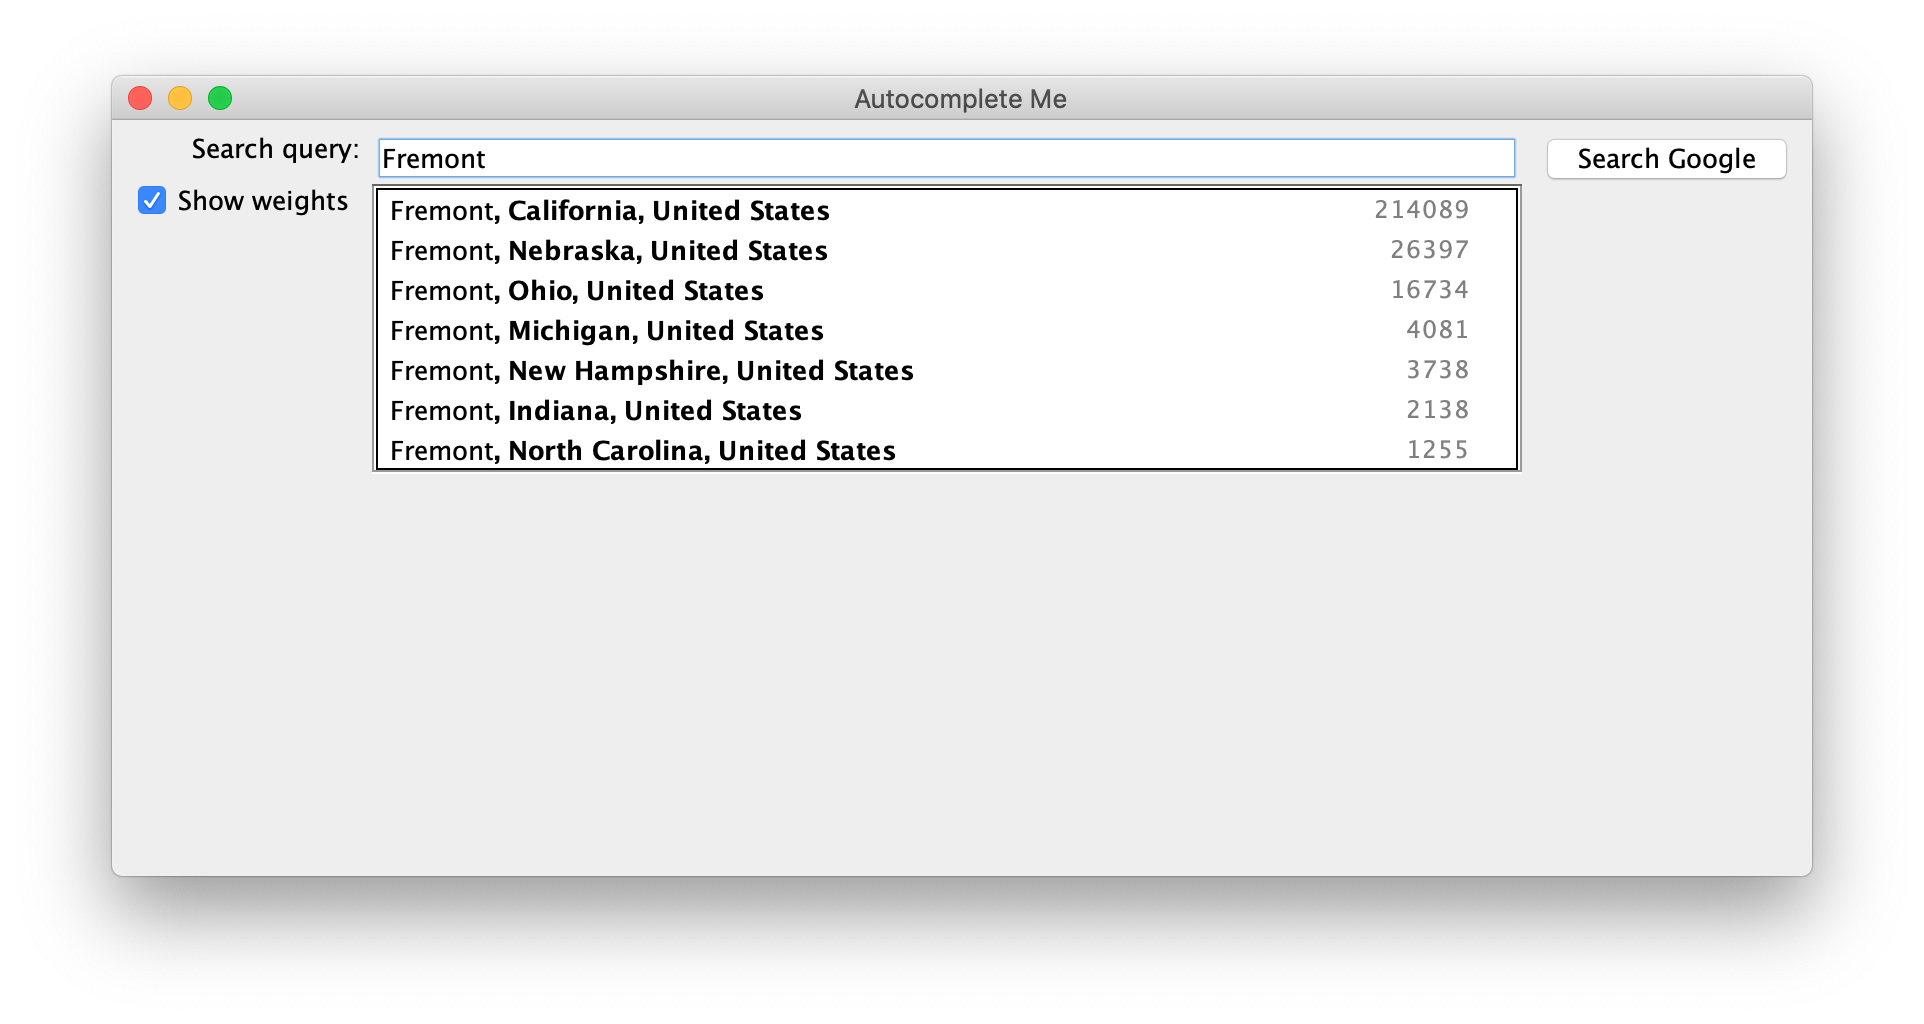 Autocomplete Me
Search query: Fremont Search Google
Show weights
Fremont, California, United States 214089
Fremont, Nebraska, United States 26397
Fremont, Ohio, United States 16734
Fremont, Michigan, United States 4081
Fremont, New Hampshire, United States 3738
Fremont, Indiana, United States 2138
Fremont, North Carolina, United States 1255